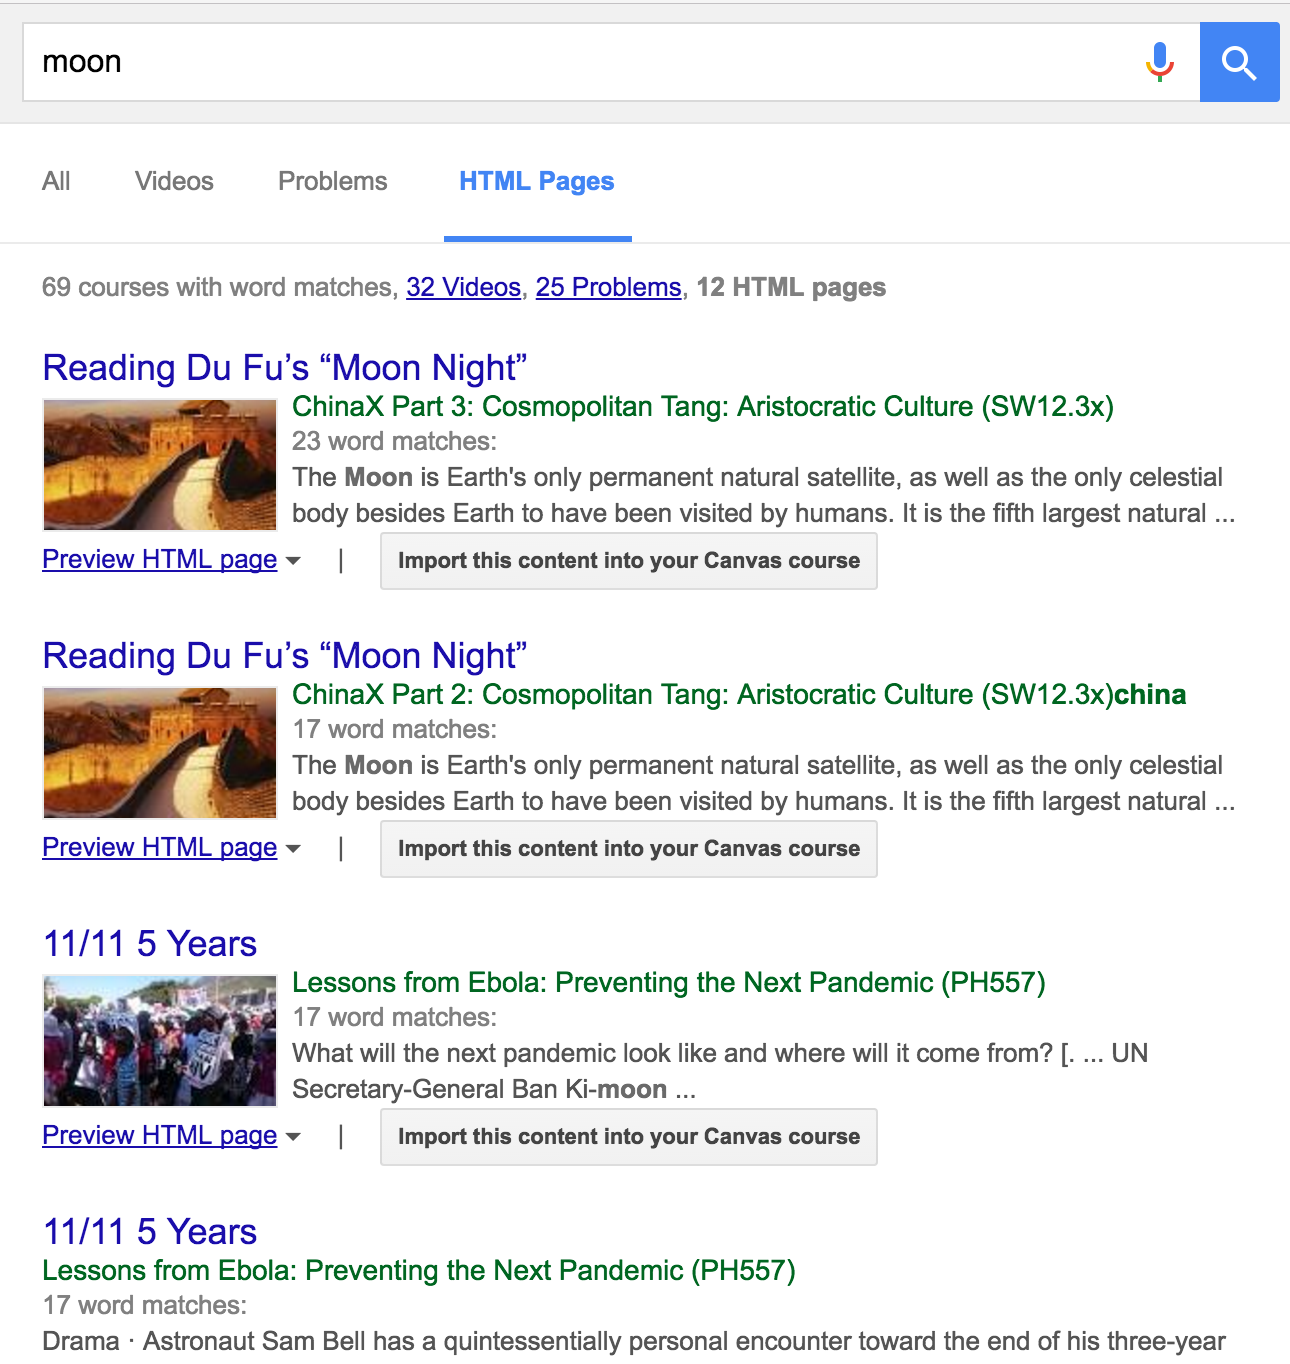 moon
All Videos Problems HTML Pages
69 courses with word matches, 32 Videos, 25 Problems, 12 HTML pages
Reading Du Fu’s “Moon Night”
ChinaX Part 3: Cosmopolitan Tang: Aristocratic Culture (SW12.3x)
23 word matches:
The Moon is Earth's only permanent natural satellite, as well as the only celestial
body besides Earth to have been visited by humans. It is the fifth largest natural ...
Preview HTML page | Import this content into your Canvas course
Reading Du Fu’s “Moon Night”
ChinaX Part 2: Cosmopolitan Tang: Aristocratic Culture (SW12.3x)china
17 word matches:
The Moon is Earth's only permanent natural satellite, as well as the only celestial
body besides Earth to have been visited by humans. It is the fifth largest natural ...
Preview HTML page | Import this content into your Canvas course
11/11 5 Years
Lessons from Ebola: Preventing the Next Pandemic (PH557)
17 word matches:
What will the next pandemic look like and where will it come from? [. ... UN
Secretary-General Ban Ki-moon ...
Preview HTML page | Import this content into your Canvas course
11/11 5 Years
Lessons from Ebola: Preventing the Next Pandemic (PH557)
17 word matches:
Drama · Astronaut Sam Bell has a quintessentially personal encounter toward the end of his three-year